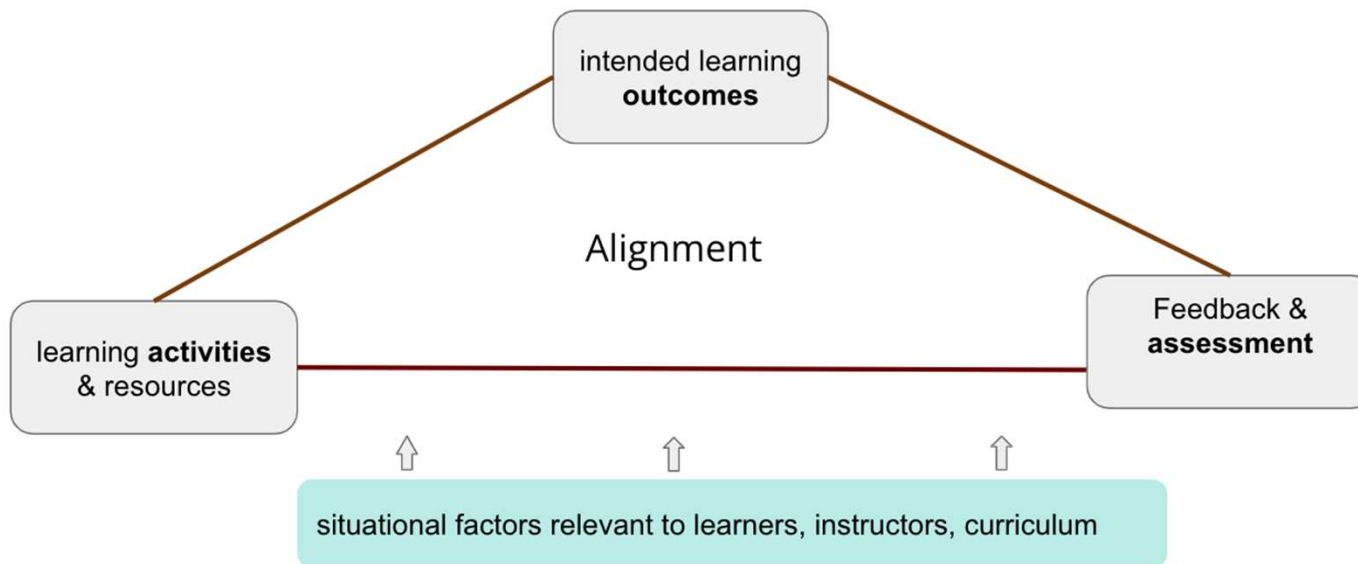 intended learning
outcomes
Alignment
Feedback &
assessment
learning activities
& resources
situational factors relevant to learners, instructors, curriculum